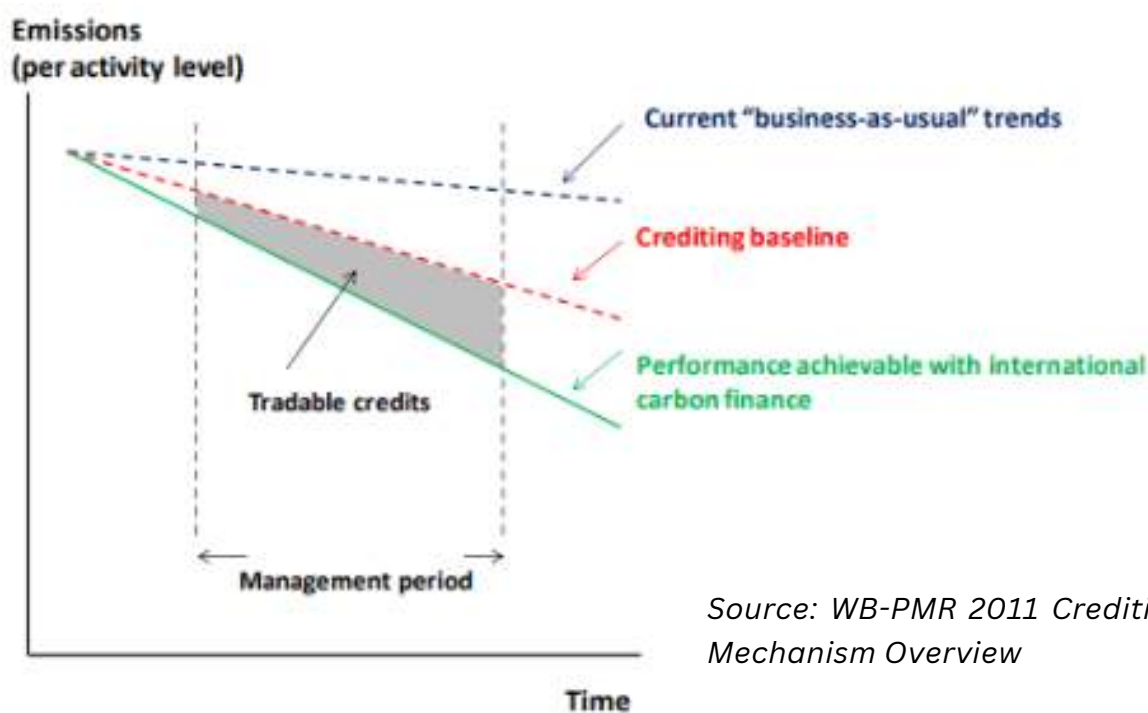 Emissions
(per activity level)
Current “business-as-usual” trends
Crediting baseline
Performance achievable with international
carbon finance
Tradable credits
Management period
Source: WB-PMR 2011
Mechanism Overview
Time